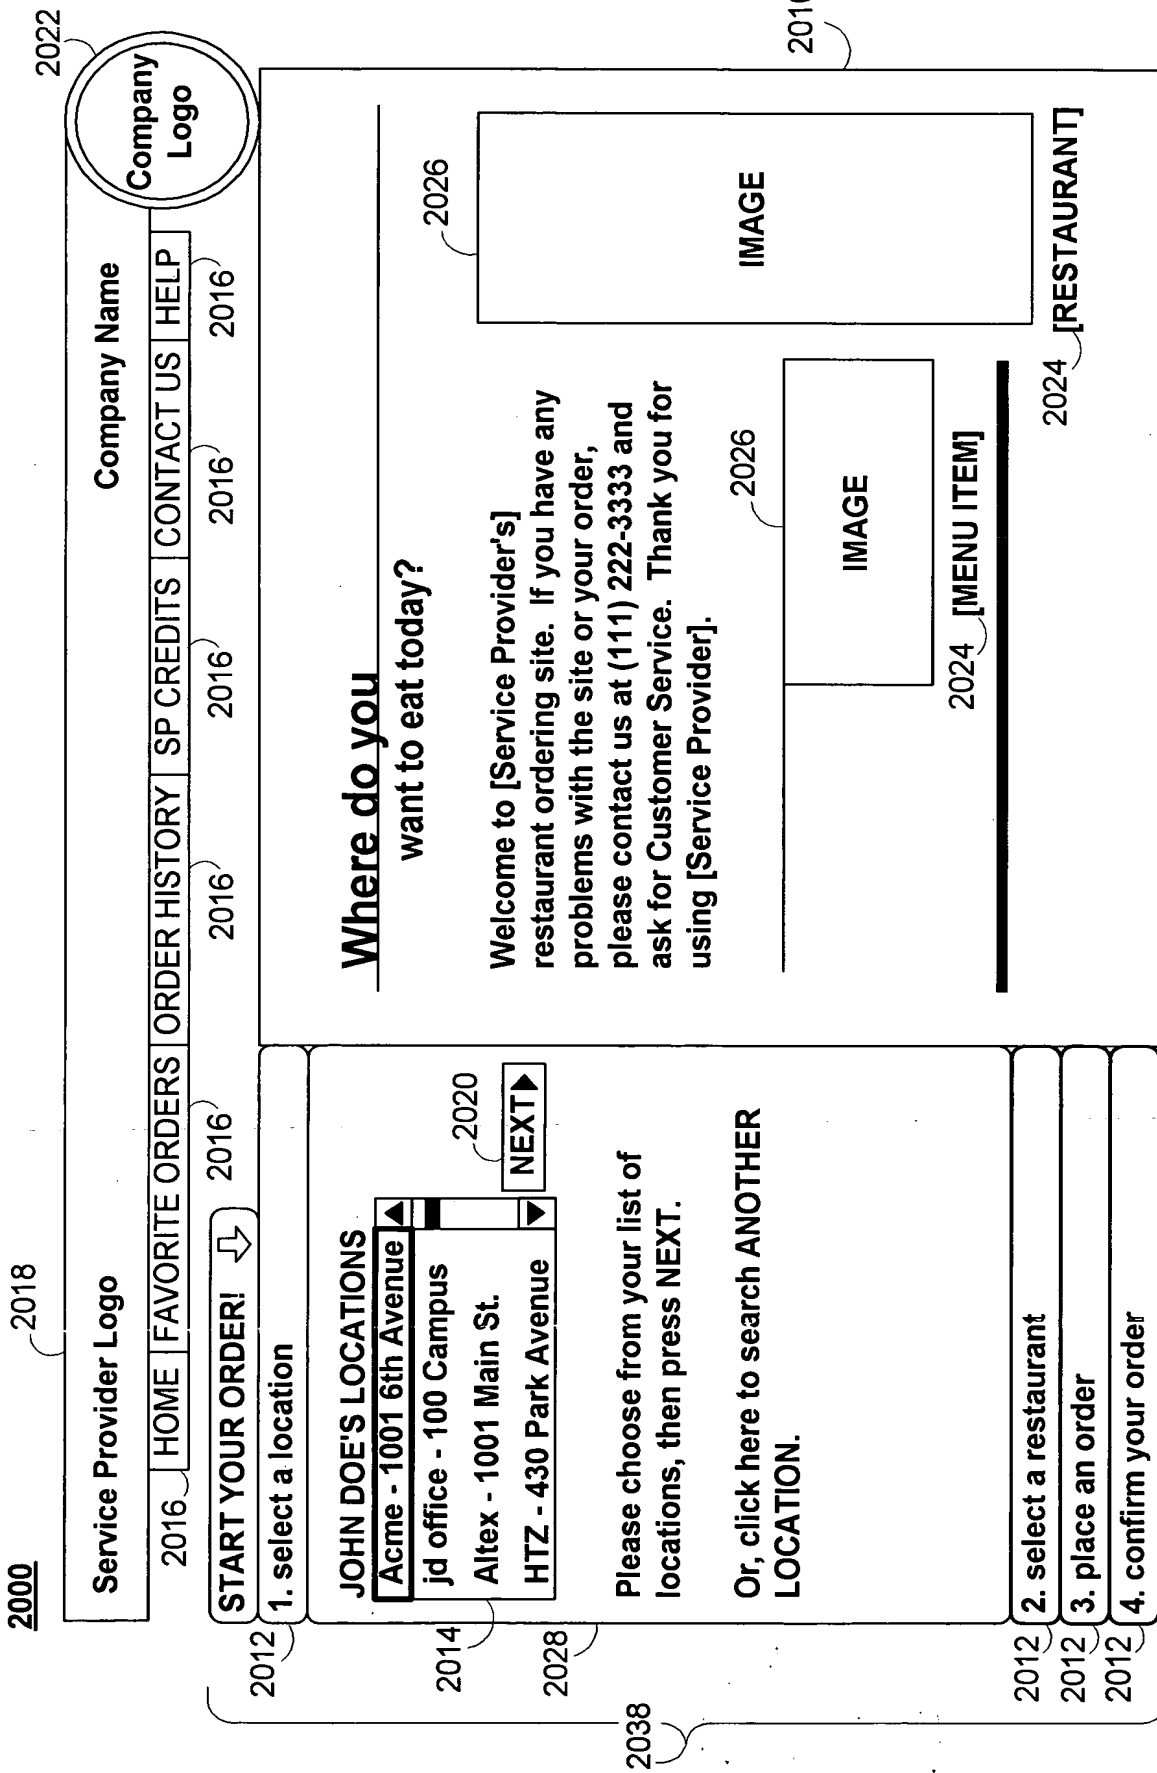 2000
2018
2022
Service Provider Logo
Company Name
Company
Logo
HOME
FAVORITE ORDERS
ORDER HISTORY
SP CREDITS
CONTACT US
HELP
2016
2016
2016
2016
2016
2016
START YOUR ORDER!
2012
1. select a location
JOHN DOE'S LOCATIONS
Acme - 1001 6th Avenue
jd office - 100 Campus
Altex - 1001 Main St.
HTZ - 430 Park Avenue
2014
2020
NEXT
2028
Please choose from your list of
locations, then press NEXT.
Or, click here to search ANOTHER
LOCATION.
2038
2012
2. select a restaurant
2012
3. place an order
2012
4. confirm your order
Where do you
want to eat today?
Welcome to [Service Provider's]
restaurant ordering site. If you have any
problems with the site or your order,
please contact us at (111) 222-3333 and
ask for Customer Service. Thank you for
using [Service Provider].
2026
IMAGE
2024
[MENU ITEM]
2026
IMAGE
2024
[RESTAURANT]